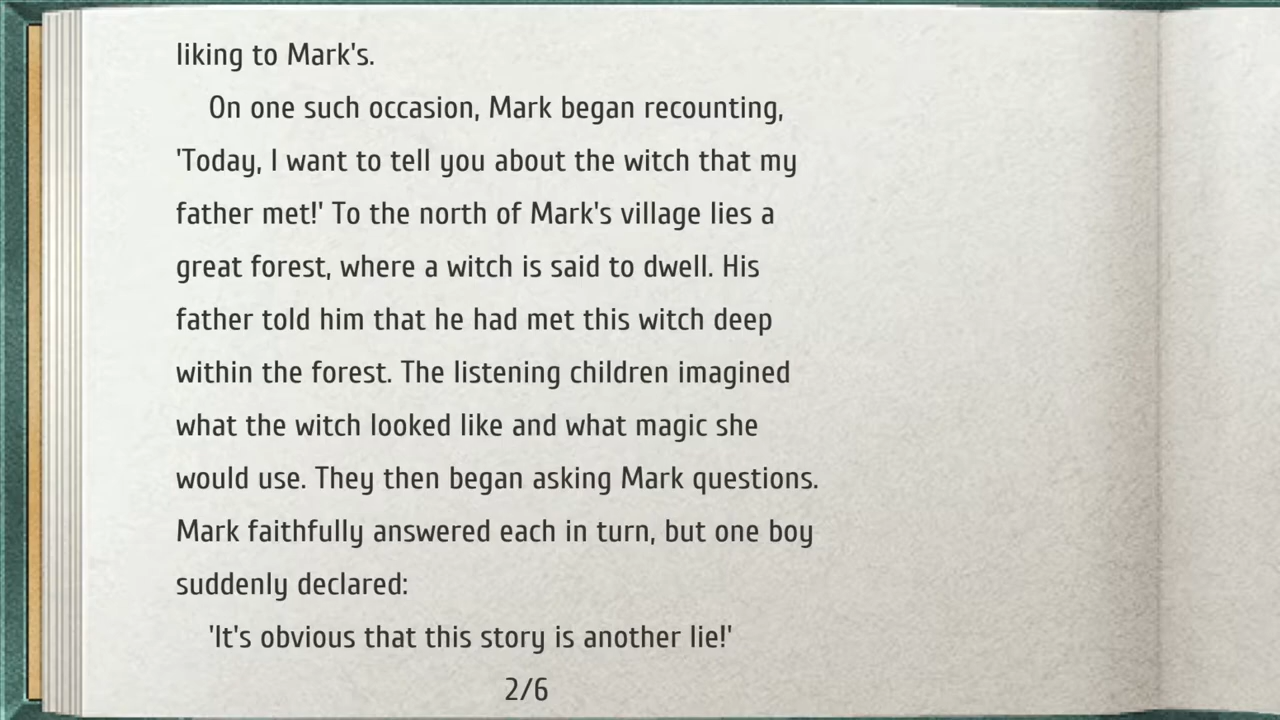 liking to Mark's.
On one such occasion, Mark began recounting,
'Today, I want to tell you about the witch that my
father met!' To the north of Mark's village lies a
great forest, where a witch is said to dwell. His
father told him that he had met this witch deep
within the forest. The listening children imagined
what the witch looked like and what magic she
would use. They then began asking Mark questions.
Mark faithfully answered each in turn, but one boy
suddenly declared:
'It's obvious that this story is another lie!'
2/6